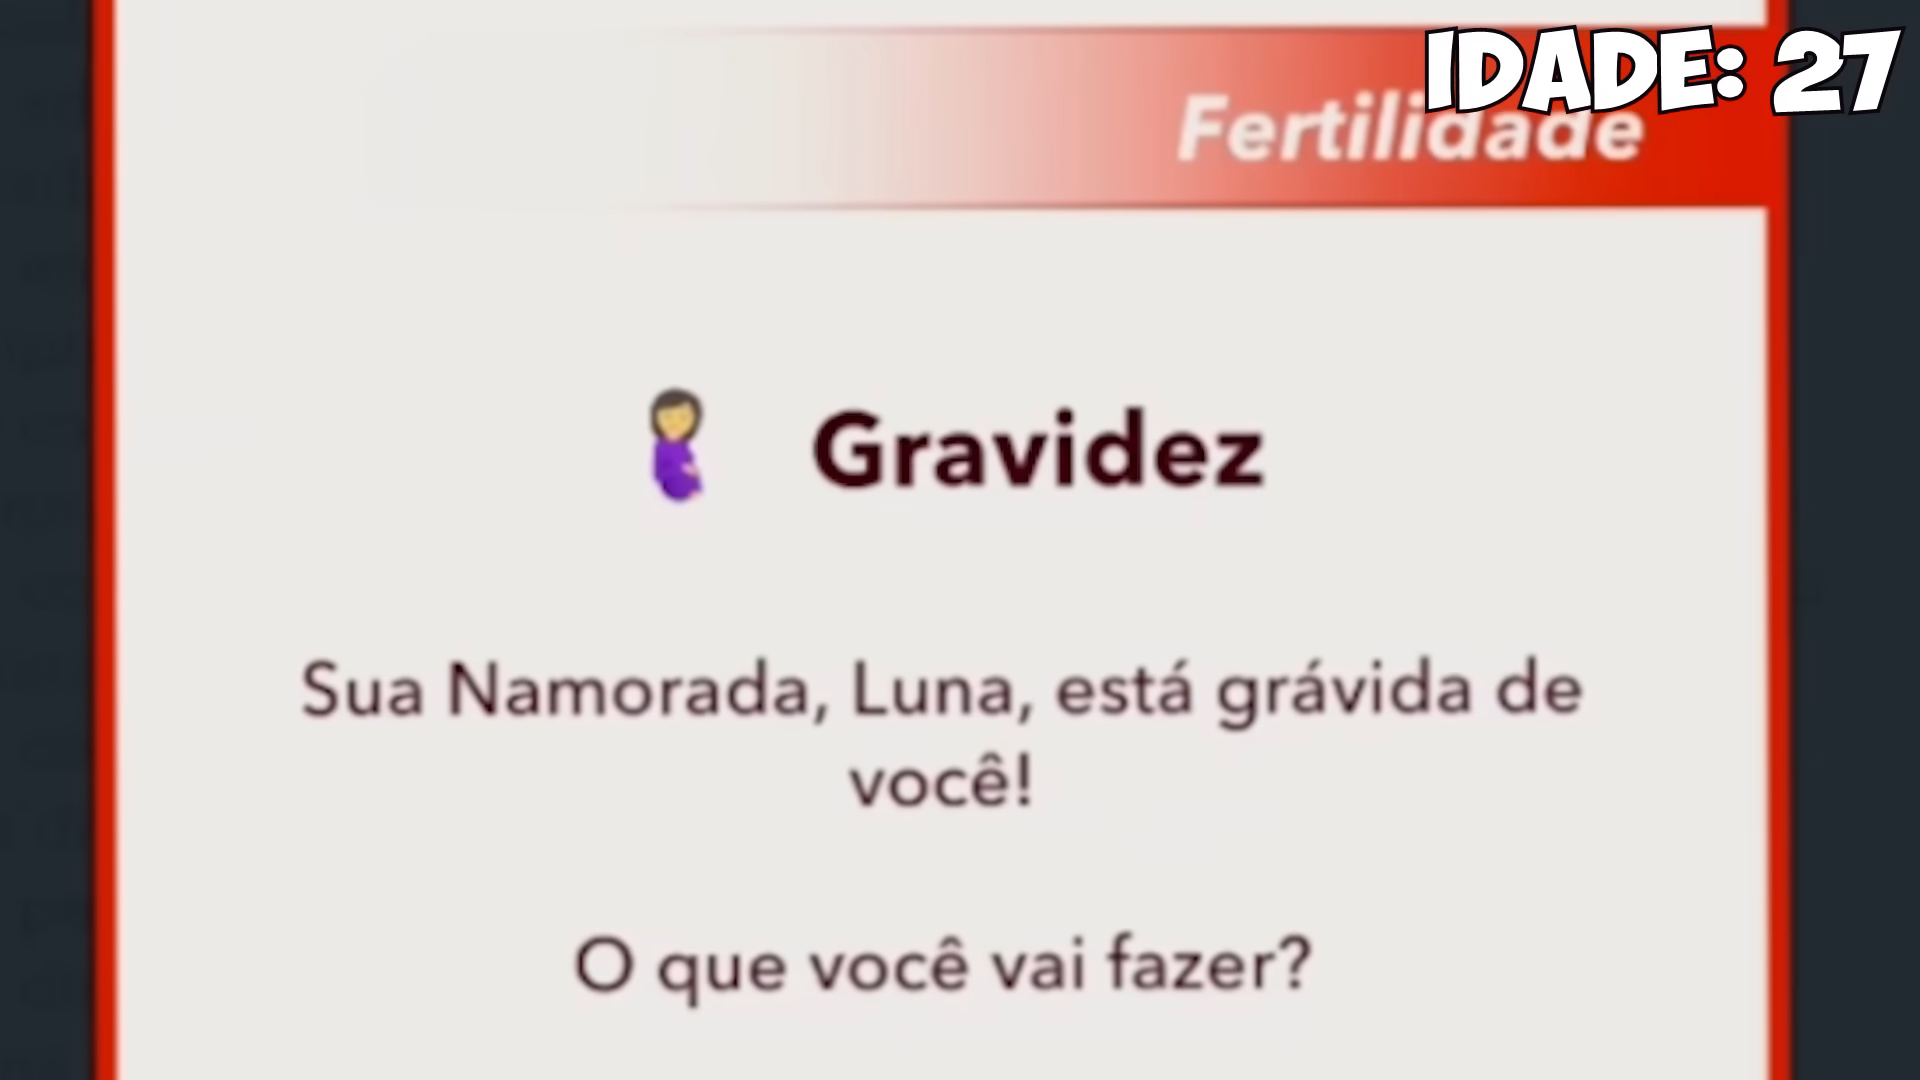 IDADE: 27
Fertilidade
Gravidez
Sua Namorada, Luna, está grávida de
você!
O que você vai fazer?